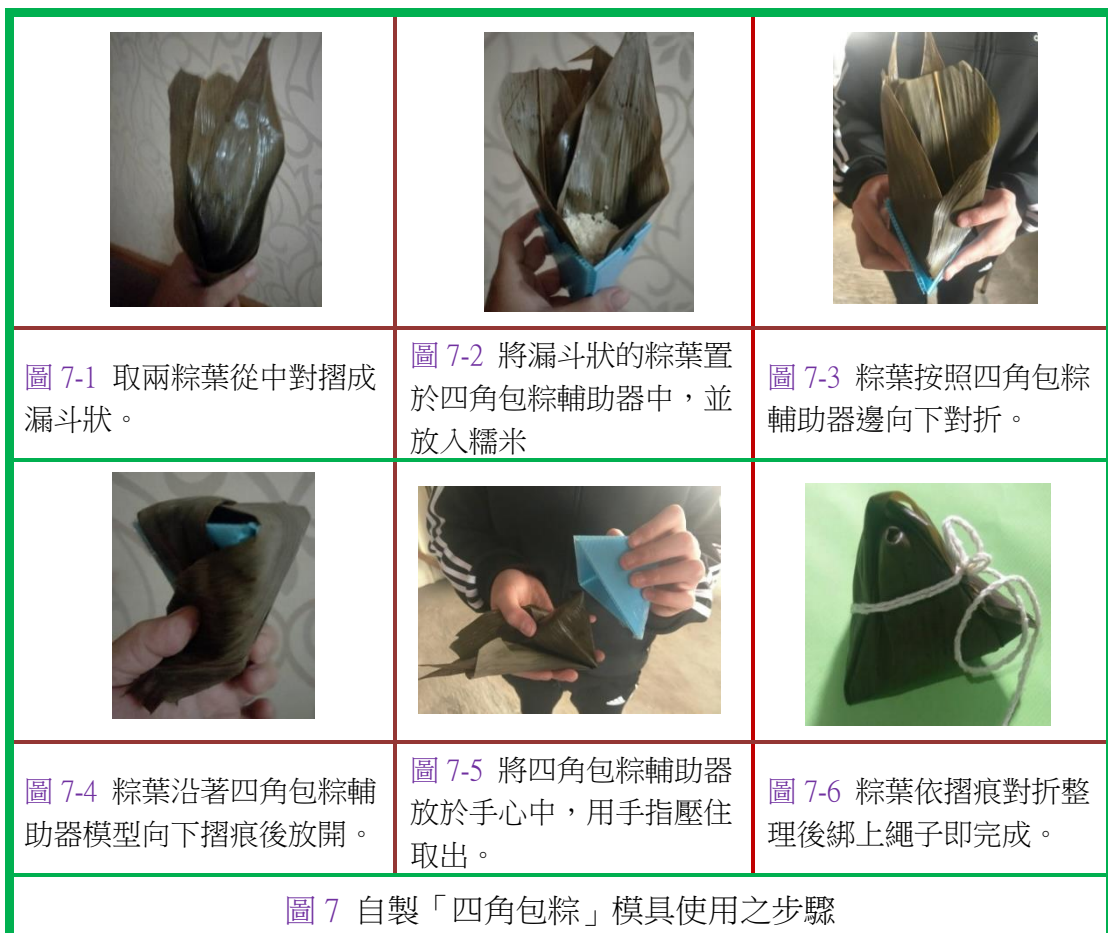 圖 7-1 取兩粽葉從中對摺成
漏斗狀。
圖 7-2 將漏斗狀的粽葉置
於四角包粽輔助器中，並
放入糯米
圖 7-3 粽葉按照四角包粽
輔助器邊向下對折。
圖 7-4 粽葉沿著四角包粽輔
助器模型向下摺痕後放開。
圖 7-5 將四角包粽輔助器
放於手心中，用手指壓住
取出。
圖 7-6 粽葉依摺痕對折整
理後綁上繩子即完成。
圖 7 自製「四角包粽」模具使用之步驟